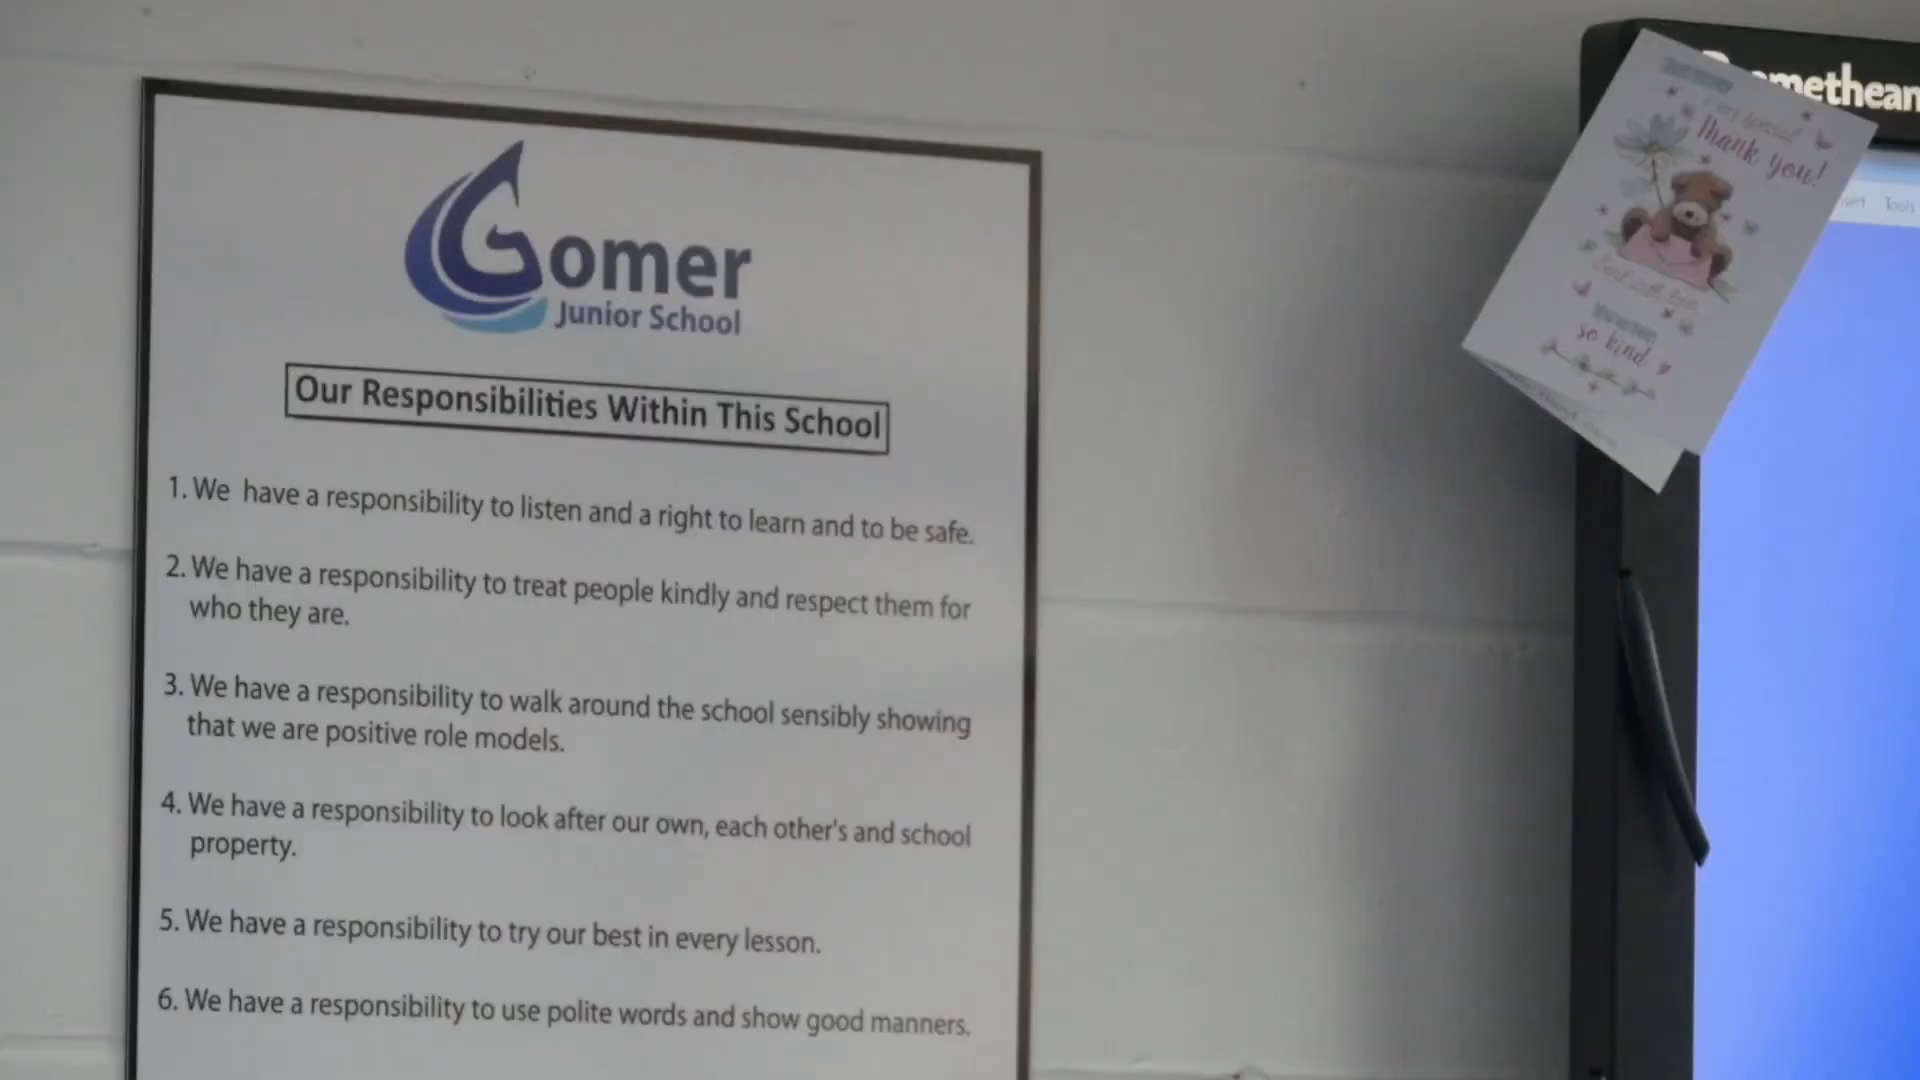 Gomer
Junior School
Our Responsibilities Within This School
1. We have a responsibility to listen and a right to learn and to be safe.
2. We have a responsibility to treat people kindly and respect them for
who they are.
3. We have a responsibility to walk around the school sensibly showing
that we are positive role models.
4. We have a responsibility to look after our own, each other's and school
property.
5. We have a responsibility to try our best in every lesson.
6. We have a responsibility to use polite words and show good manners.
methean
Tools
Thank you!
so kind